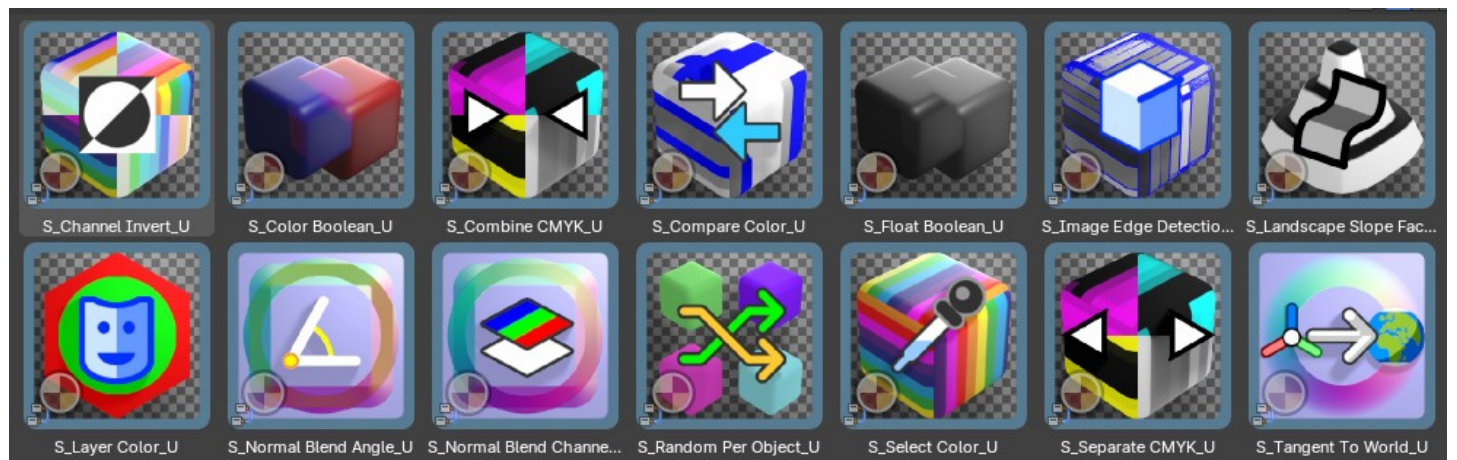 S_Channel Invert_U
S_Color Boolean_U
S_Combine CMYK_U
S_Compare Color_U
S_Float Boolean_U
S_Image Edge Detectio...
S_Landscape Slope Fac...
S_Layer Color_U
S_Normal Blend Angle_U
S_Normal Blend Channe...
S_Random Per Object_U
S_Select Color_U
S_Separate CMYK_U
S_Tangent To World_U